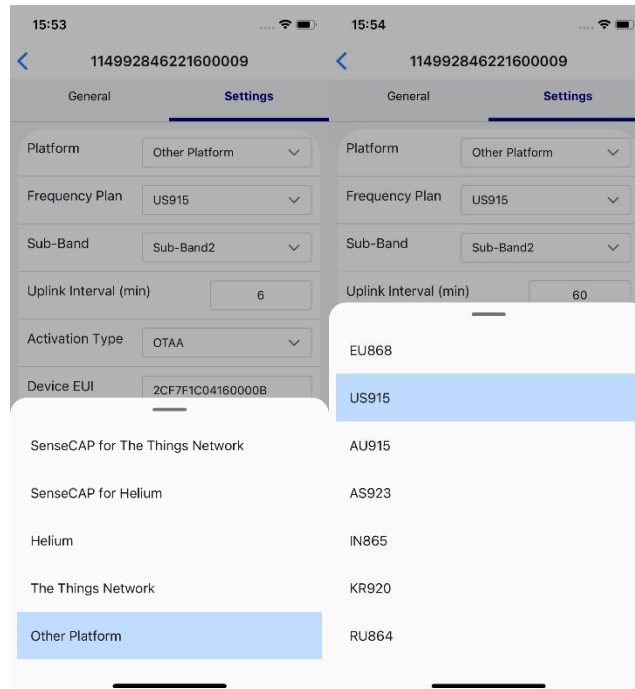 15:53
114992846221600009
General Settings
Platform Other Platform
Frequency Plan US915
Sub-Band Sub-Band2
Uplink Interval (min) 6
Activation Type OTAA
Device EUI 2CF7F1C04160000B
SenseCAP for The Things Network
SenseCAP for Helium
Helium
The Things Network
Other Platform
15:54
114992846221600009
General Settings
Platform Other Platform
Frequency Plan US915
Sub-Band Sub-Band2
Uplink Interval (min) 60
EU868
US915
AU915
AS923
IN865
KR920
RU864